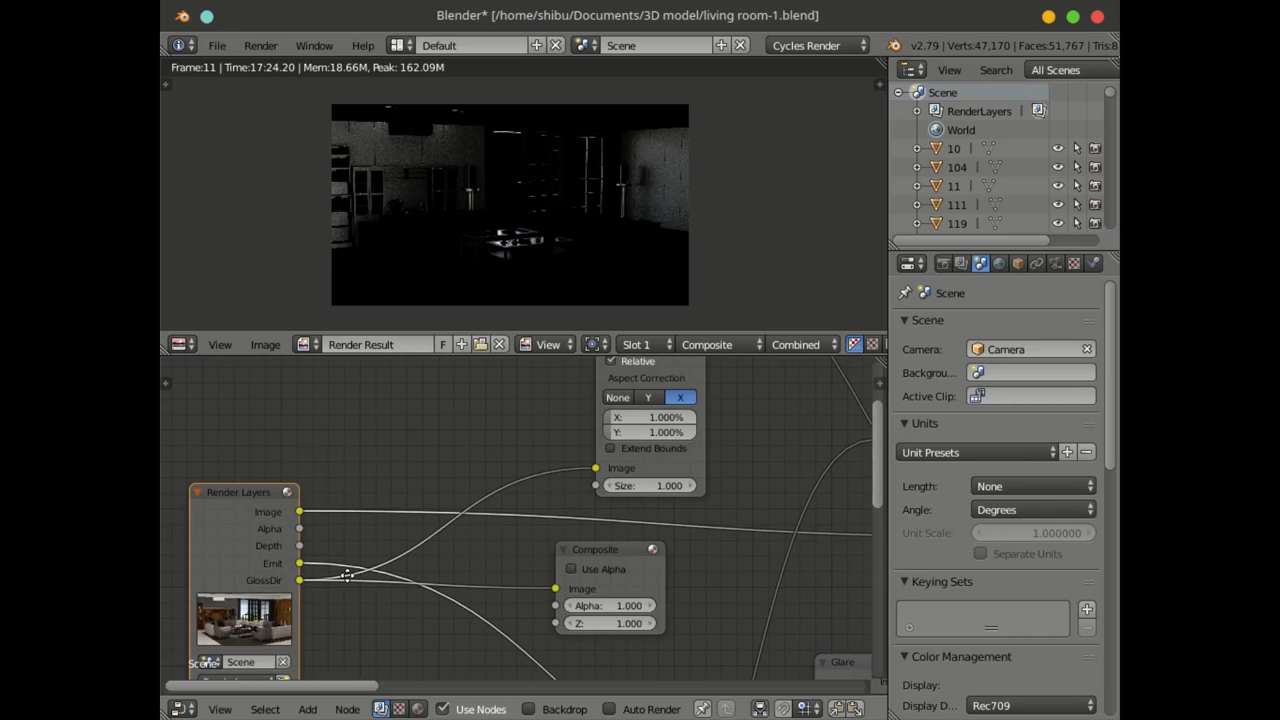 Blender* [/home/shibu/Documents/3D model/living room-1.blend]
File Render Window Help Default Scene Cycles Render v2.79 | Verts:47,170 | Faces:51,767 | Tris:8
Frame:11 | Time:17:24.20 | Mem:18.66M, Peak: 162.09M
View Search All Scenes
Scene
RenderLayers
World
10
104
11
111
119
Scene
Scene
Camera: Camera
Backgrou...
Active Clip:
Units
Unit Presets
Length: None
Angle: Degrees
Unit Scale: 1.000000
Separate Units
Keying Sets
Color Management
Display:
Display D... Rec709
View Image Render Result F View Slot 1 Composite Combined
Relative
Aspect Correction
None Y X
X: 1.000%
Y: 1.000%
Extend Bounds
Image
Size: 1.000
Render Layers
Image
Alpha
Depth
Emit
GlossDir
Scene
Composite
Use Alpha
Image
Alpha: 1.000
Z: 1.000
Glare
View Select Add Node Use Nodes Backdrop Auto Render